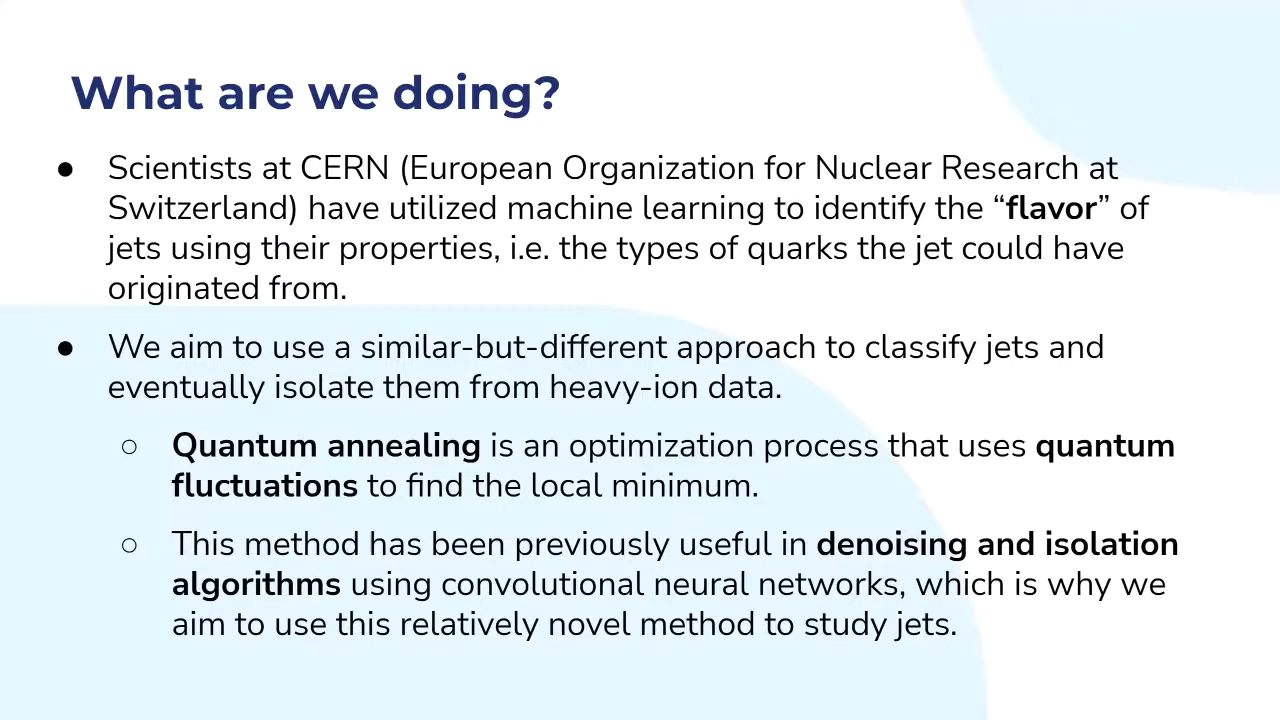 What are we doing?
● Scientists at CERN (European Organization for Nuclear Research at
Switzerland) have utilized machine learning to identify the “flavor” of
jets using their properties, i.e. the types of quarks the jet could have
originated from.
● We aim to use a similar-but-different approach to classify jets and
eventually isolate them from heavy-ion data.
○ Quantum annealing is an optimization process that uses quantum
fluctuations to find the local minimum.
○ This method has been previously useful in denoising and isolation
algorithms using convolutional neural networks, which is why we
aim to use this relatively novel method to study jets.